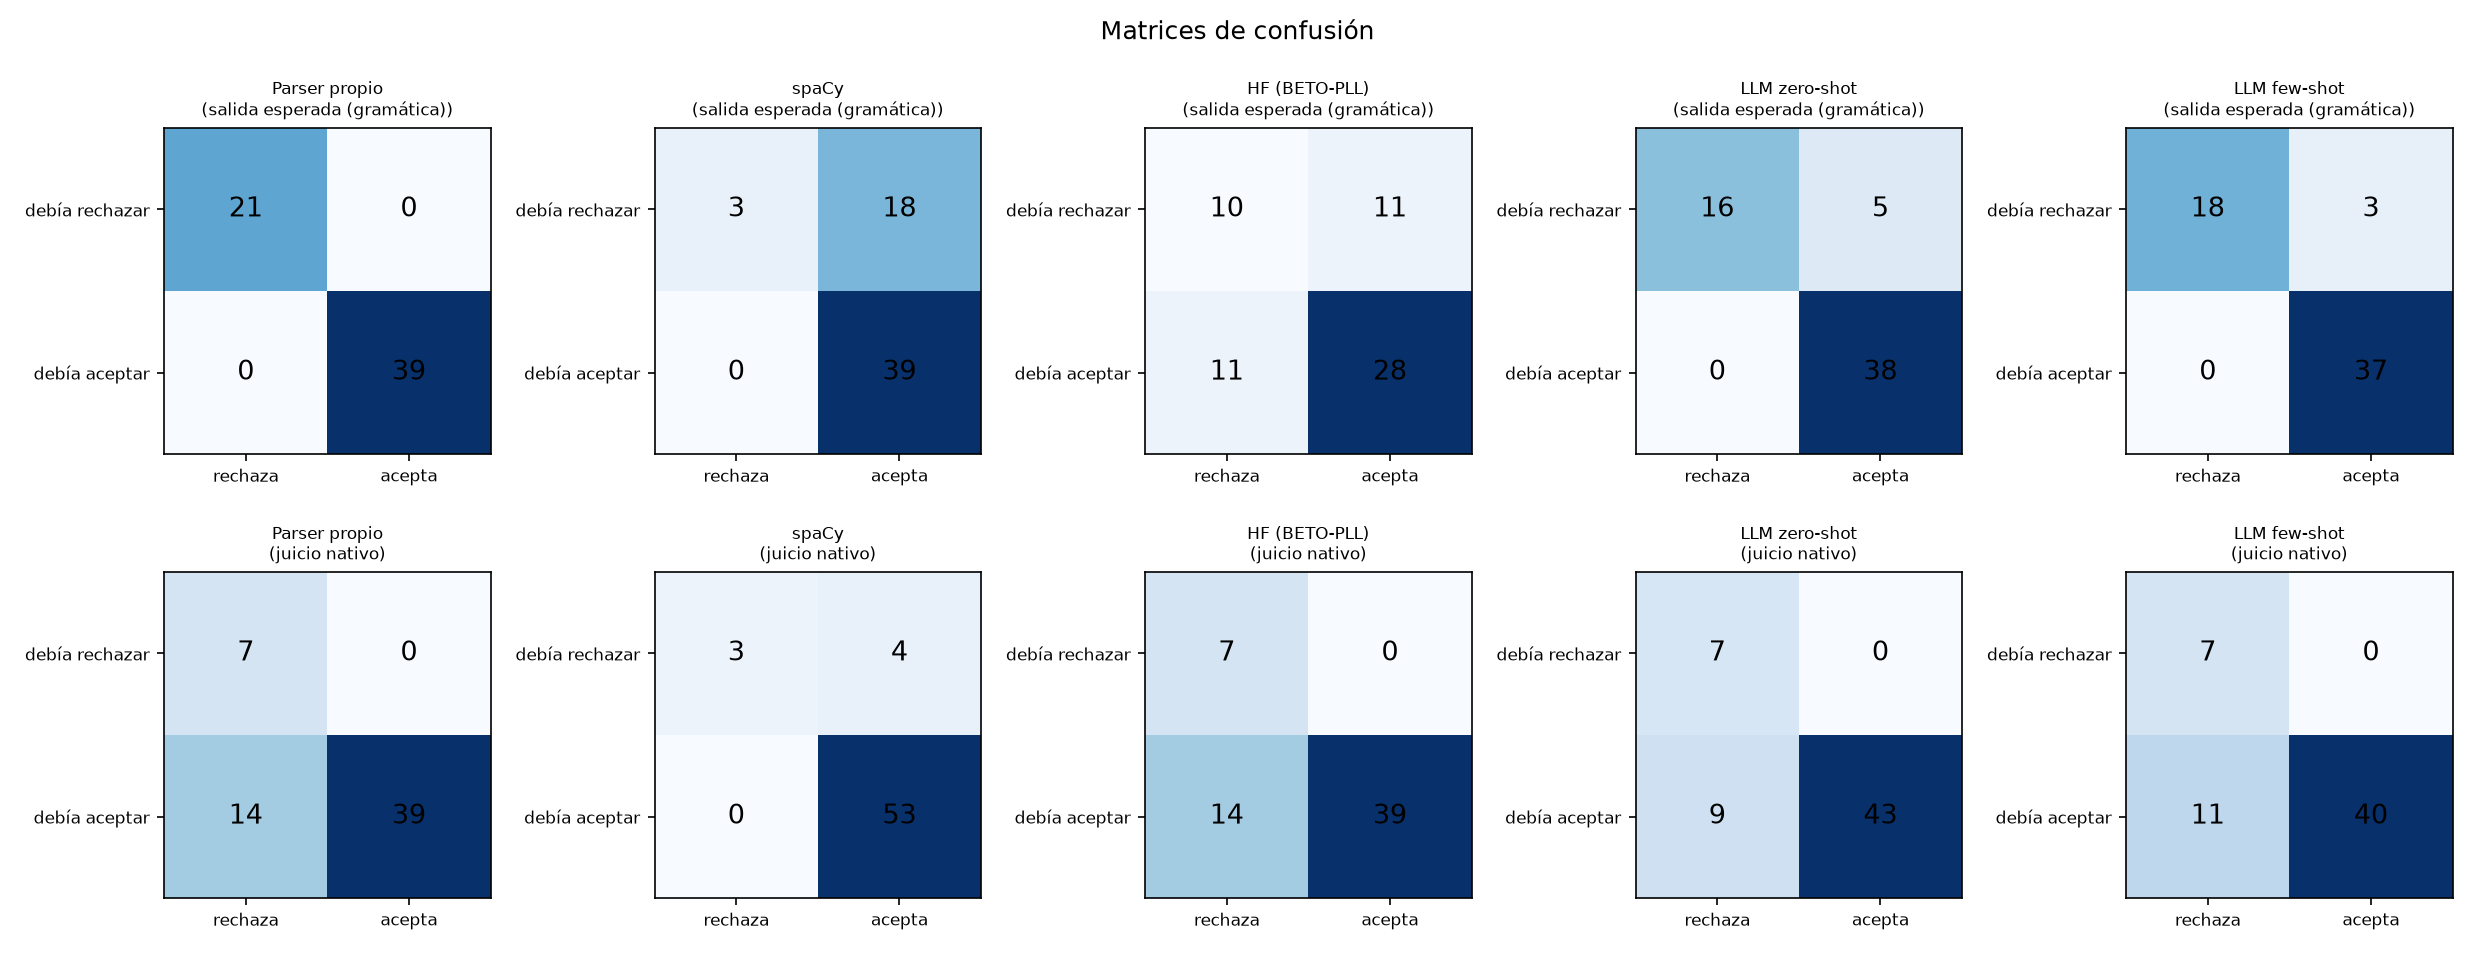 Matrices de confusión
Parser propio
(salida esperada (gramática))
debía rechazar
21
0
debía aceptar
0
39
rechaza
acepta
spaCy
(salida esperada (gramática))
debía rechazar
3
18
debía aceptar
0
39
rechaza
acepta
HF (BETO-PLL)
(salida esperada (gramática))
debía rechazar
10
11
debía aceptar
11
28
rechaza
acepta
LLM zero-shot
(salida esperada (gramática))
debía rechazar
16
5
debía aceptar
0
38
rechaza
acepta
LLM few-shot
(salida esperada (gramática))
debía rechazar
18
3
debía aceptar
0
37
rechaza
acepta
Parser propio
(juicio nativo)
debía rechazar
7
0
debía aceptar
14
39
rechaza
acepta
spaCy
(juicio nativo)
debía rechazar
3
4
debía aceptar
0
53
rechaza
acepta
HF (BETO-PLL)
(juicio nativo)
debía rechazar
7
0
debía aceptar
14
39
rechaza
acepta
LLM zero-shot
(juicio nativo)
debía rechazar
7
0
debía aceptar
9
43
rechaza
acepta
LLM few-shot
(juicio nativo)
debía rechazar
7
0
debía aceptar
11
40
rechaza
acepta